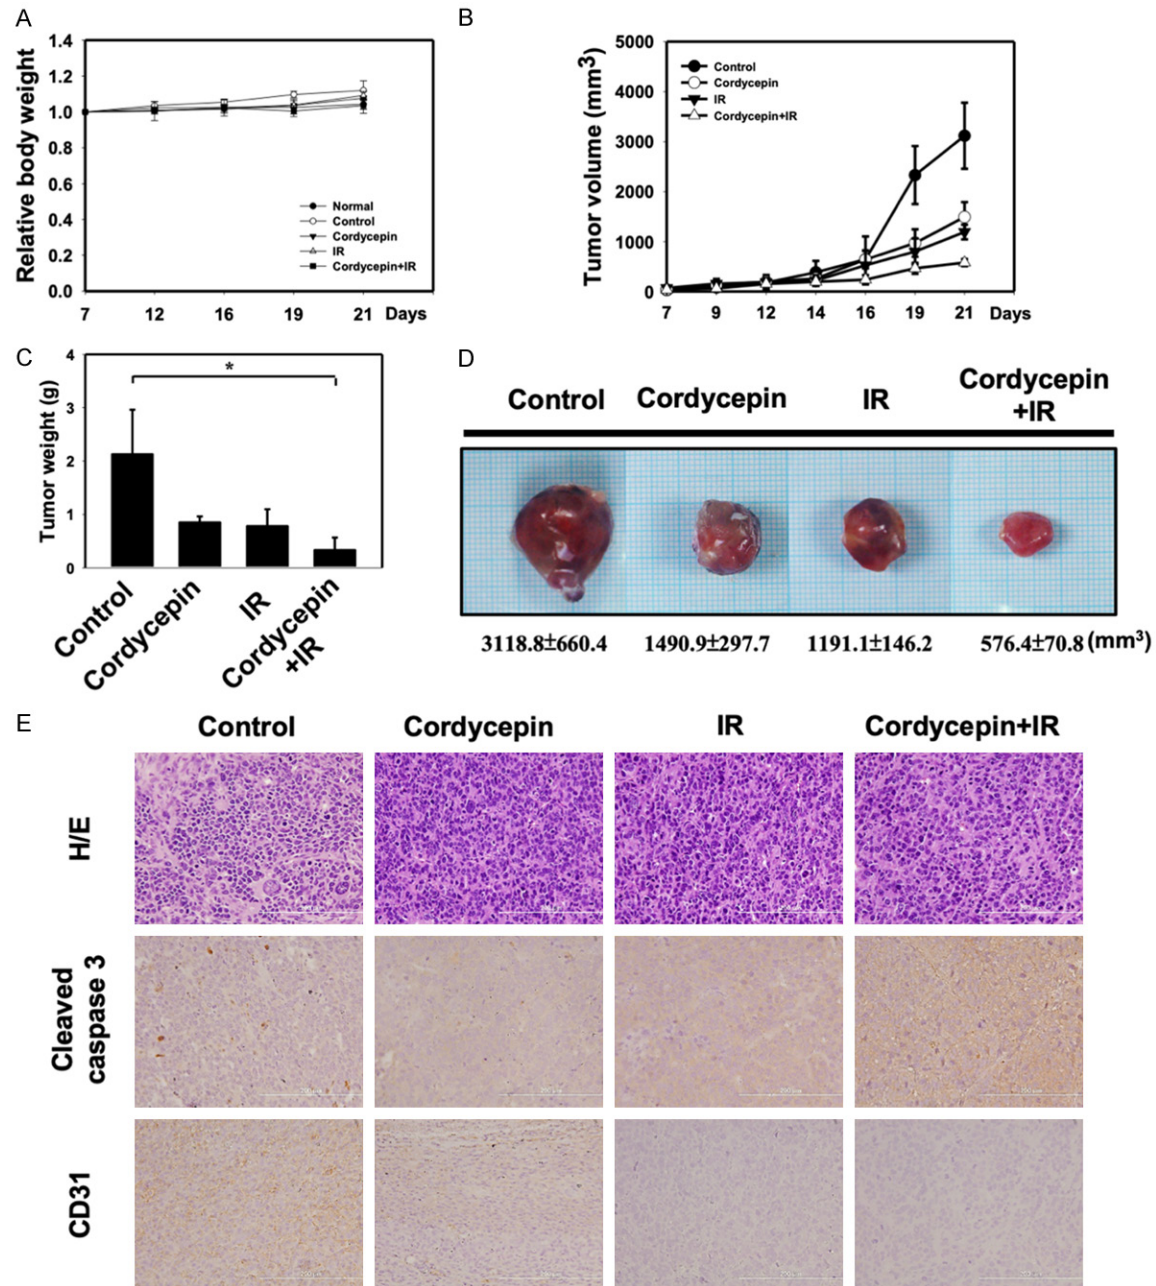 A
Relative body weight
1.4
1.2
1.0
0.8
0.6
0.4
0.2
0.0
Normal
Control
Cordycepin
IR
Cordycepin+IR
7 12 16 19 21 Days
B
Tumor volume (mm3)
5000
4000
3000
2000
1000
0
Control
Cordycepin
IR
Cordycepin+IR
7 9 12 14 16 19 21 Days
C
Tumor weight (g)
4
3
2
1
0
*
Control
Cordycepin
IR
Cordycepin
+IR
D
Control Cordycepin IR Cordycepin
+IR
3118.8±660.4 1490.9±297.7 1191.1±146.2 576.4±70.8 (mm3)
E
Control Cordycepin IR Cordycepin+IR
H/E
Cleaved
caspase 3
CD31